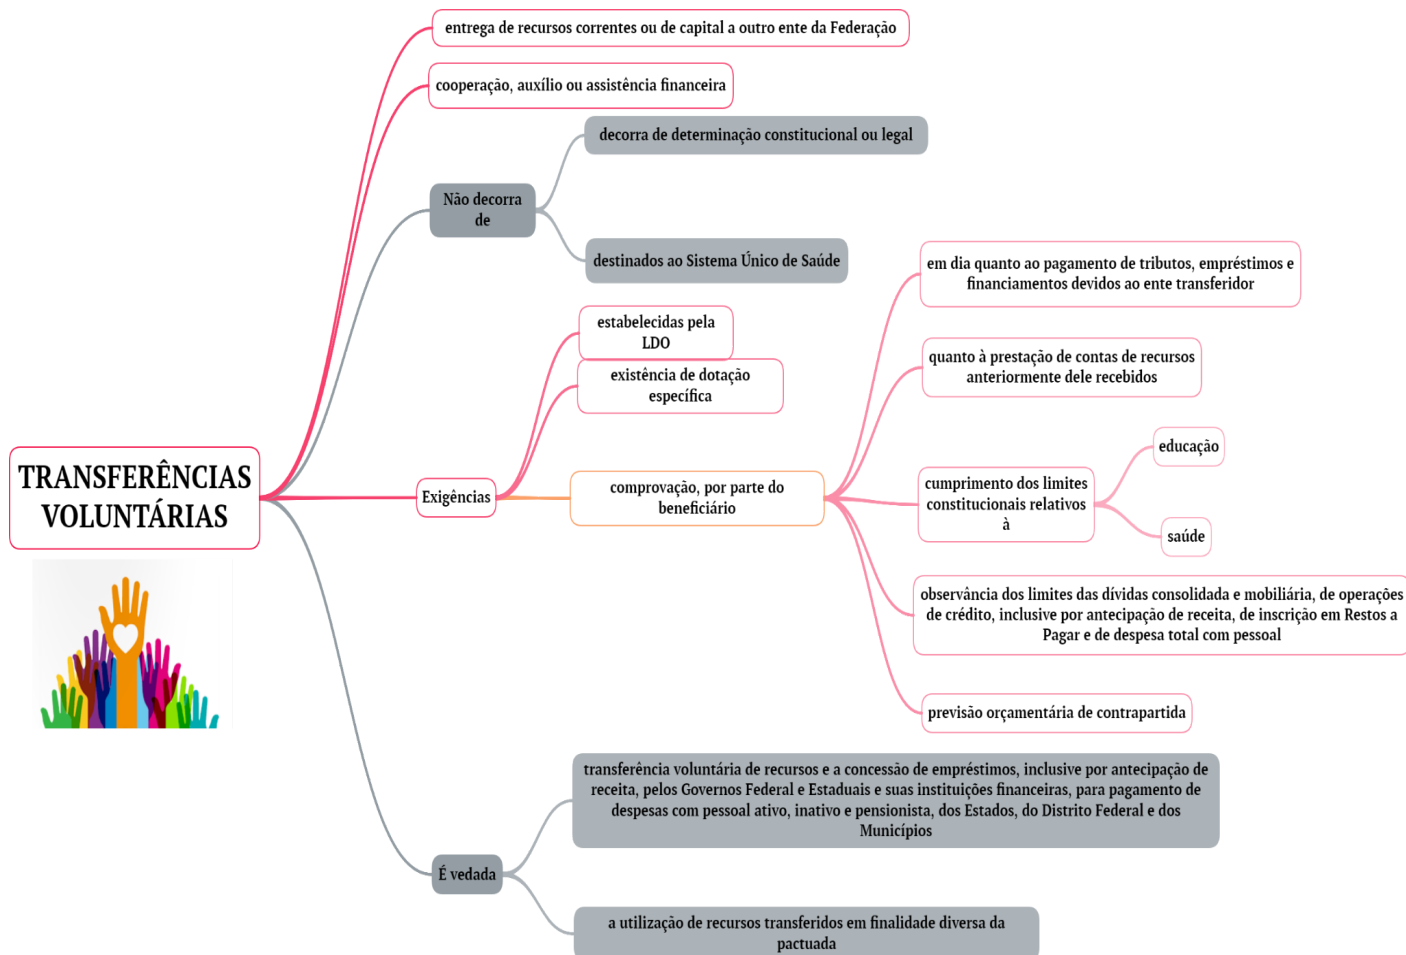 TRANSFERÊNCIAS
VOLUNTÁRIAS
entrega de recursos correntes ou de capital a outro ente da Federação
cooperação, auxílio ou assistência financeira
Não decorra
de
decorra de determinação constitucional ou legal
destinados ao Sistema Único de Saúde
Exigências
estabelecidas pela
LDO
existência de dotação
específica
comprovação, por parte do
beneficiário
em dia quanto ao pagamento de tributos, empréstimos e
financiamentos devidos ao ente transferidor
quanto à prestação de contas de recursos
anteriormente dele recebidos
cumprimento dos limites
constitucionais relativos
à
educação
saúde
observância dos limites das dívidas consolidada e mobiliária, de operações
de crédito, inclusive por antecipação de receita, de inscrição em Restos a
Pagar e de despesa total com pessoal
previsão orçamentária de contrapartida
É vedada
transferência voluntária de recursos e a concessão de empréstimos, inclusive por antecipação de
receita, pelos Governos Federal e Estaduais e suas instituições financeiras, para pagamento de
despesas com pessoal ativo, inativo e pensionista, dos Estados, do Distrito Federal e dos
Municípios
a utilização de recursos transferidos em finalidade diversa da
pactuada